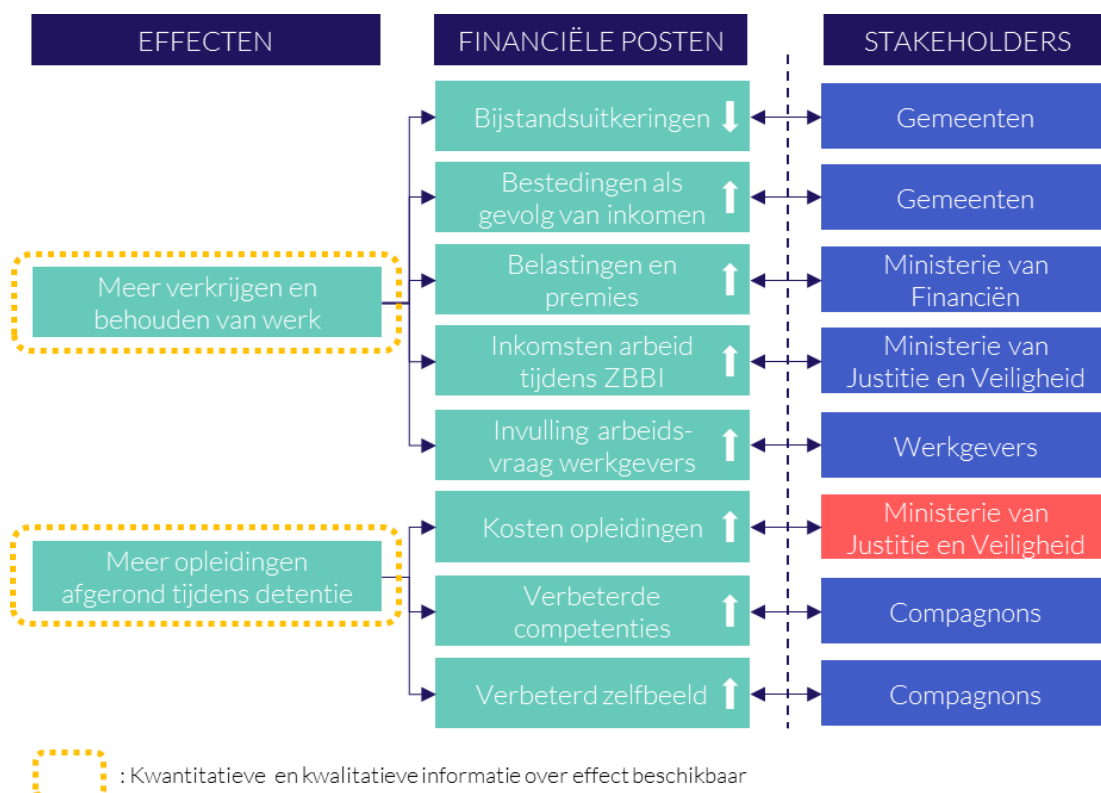 EFFECTEN
FINANCIËLE POSTEN
STAKEHOLDERS
Bijstandsuitkeringen
Gemeenten
Bestedingen als
gevolg van inkomen
Gemeenten
Meer verkrijgen en
behouden van werk
Belastingen en
premies
Ministerie van
Financiën
Inkomsten arbeid
tijdens ZBBI
Ministerie van
Justitie en Veiligheid
Invulling arbeids-
vraag werkgevers
Werkgevers
Meer opleidingen
afgerond tijdens detentie
Kosten opleidingen
Ministerie van
Justitie en Veiligheid
Verbeterde
competenties
Compagnons
Verbeterd zelfbeeld
Compagnons
: Kwantitatieve en kwalitatieve informatie over effect beschikbaar